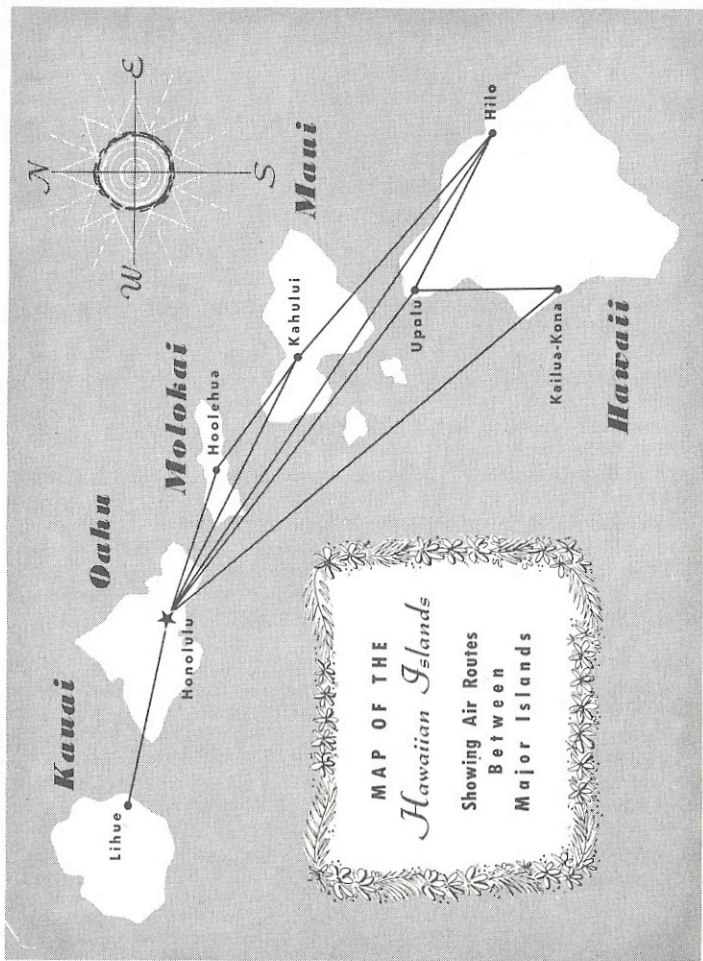 N
E
W
S
Kauai
Oahu
Molokai
Maui
Hawaii
Lihue
Honolulu
Hoolehua
Kahului
Upolu
Hilo
Kailua-Kona
MAP OF THE
Hawaiian Islands
Showing Air Routes
Between
Major Islands